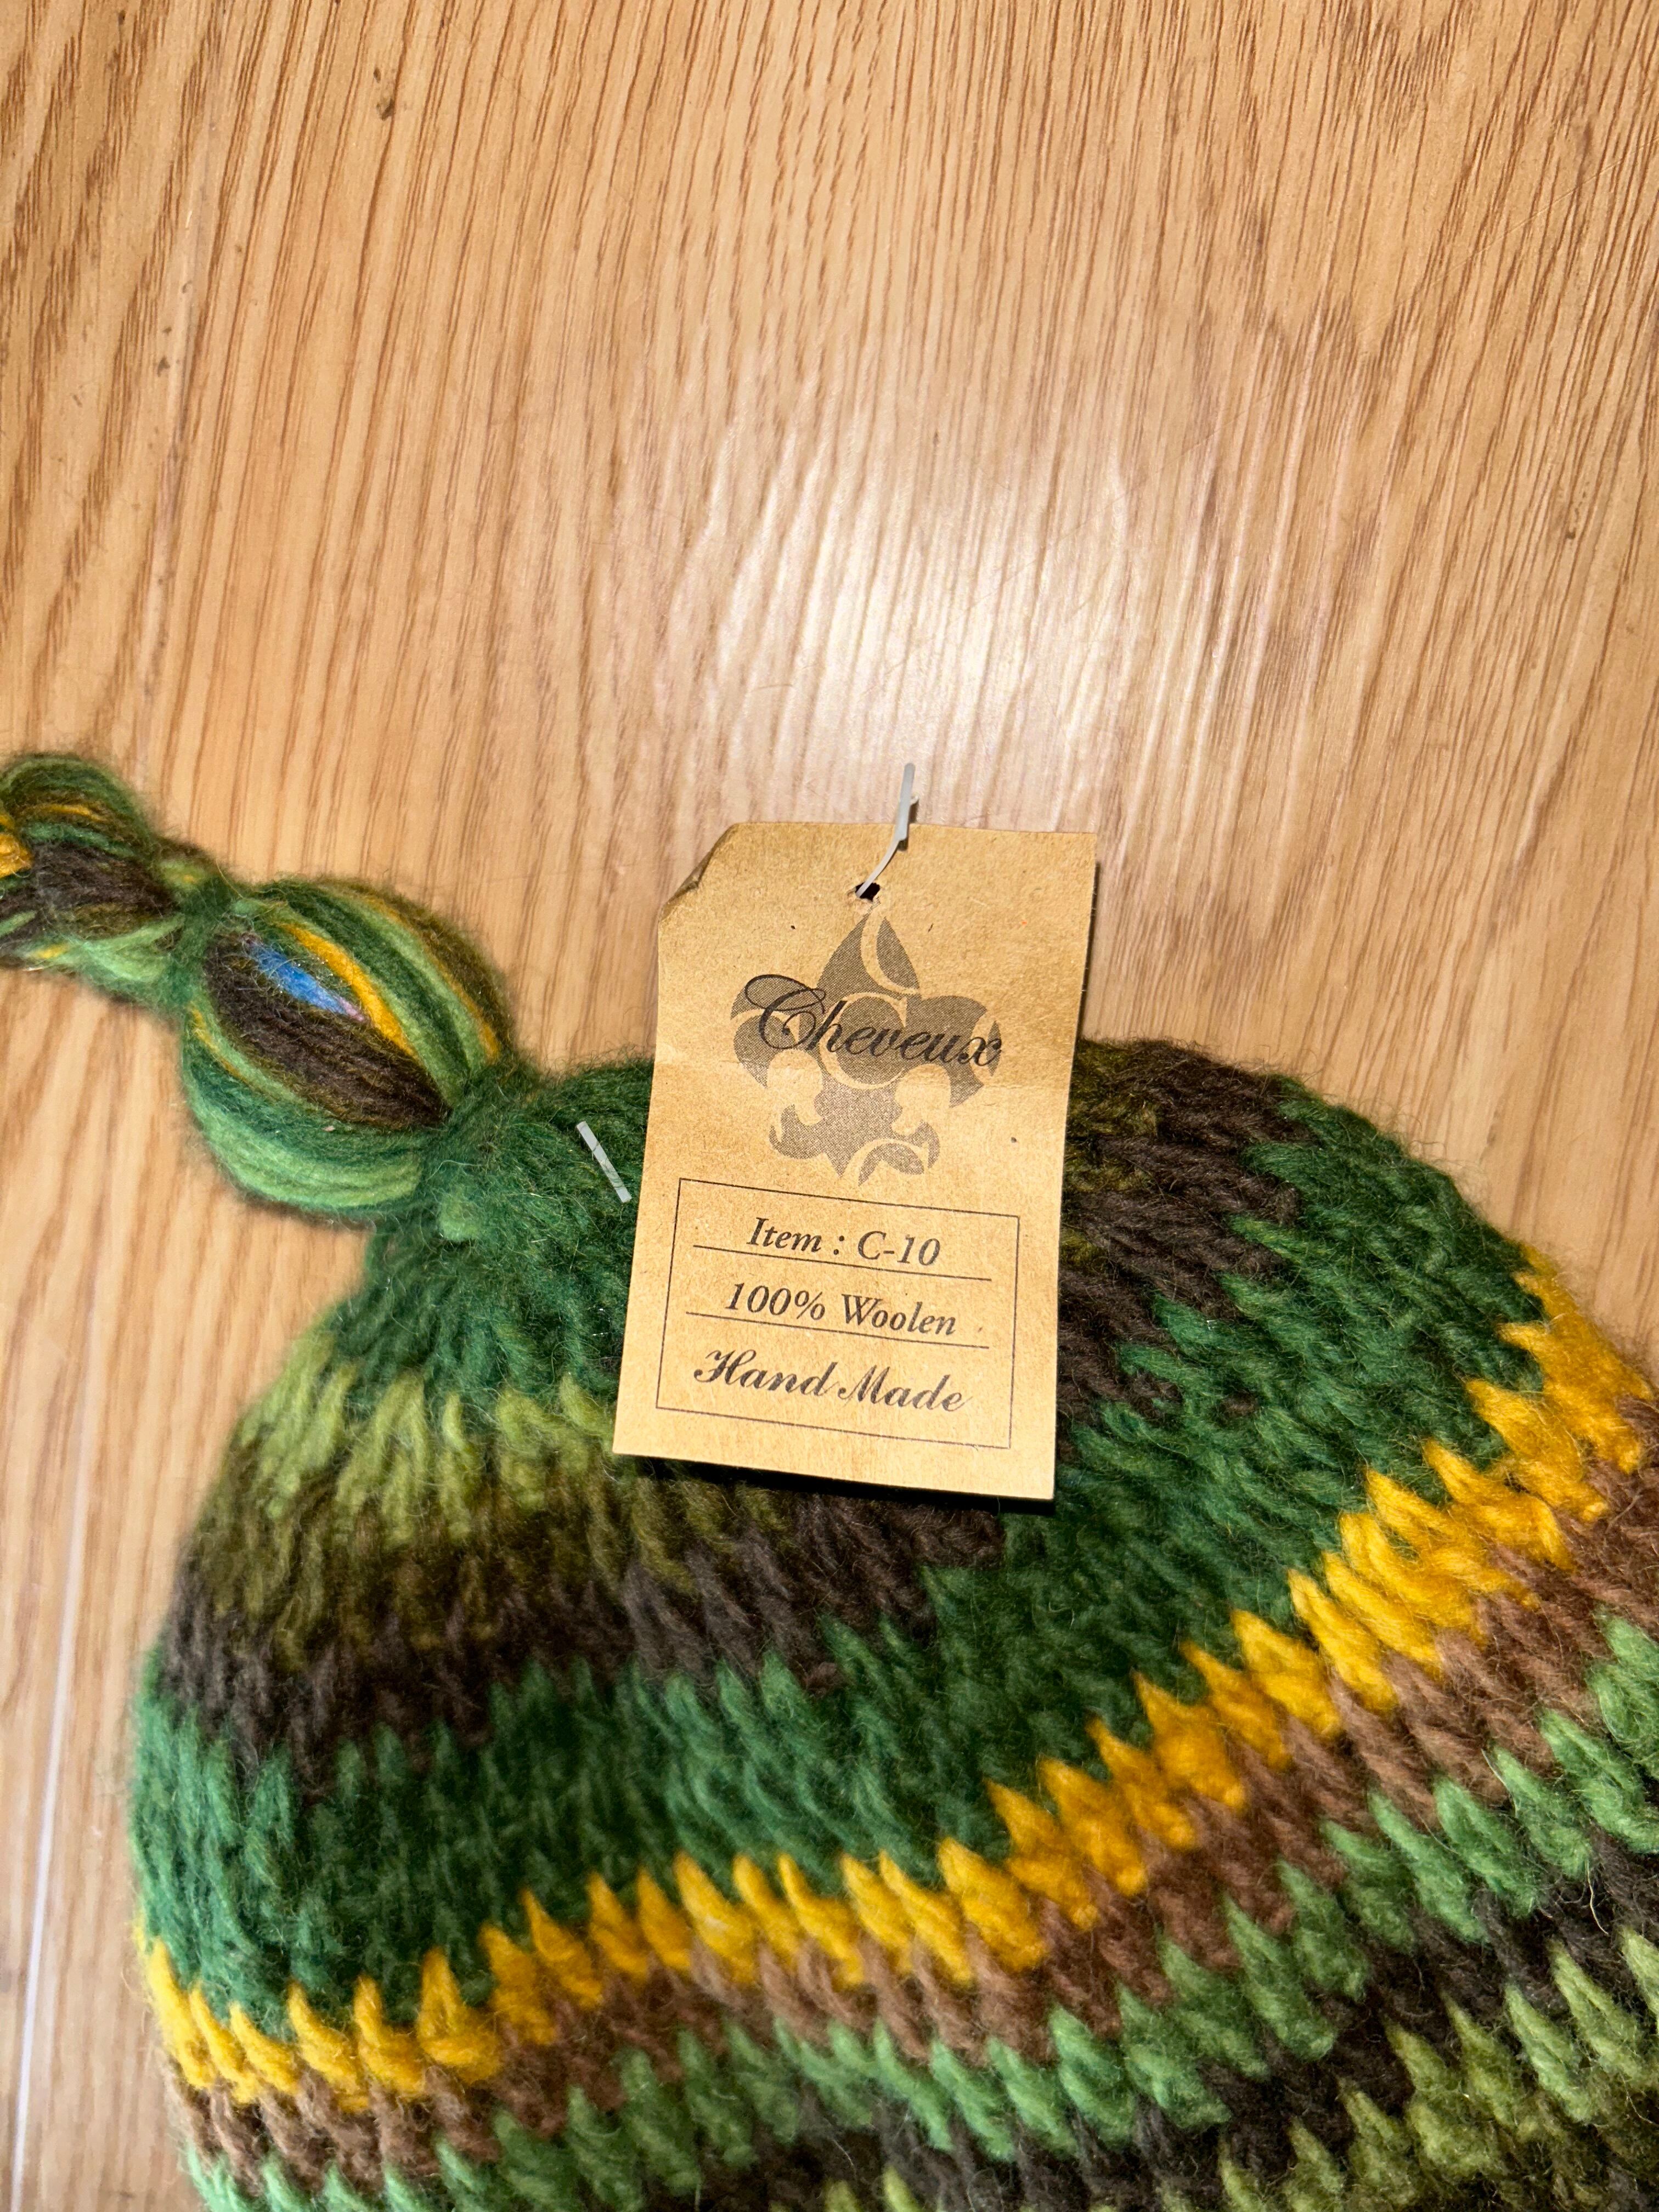 Cheveux
Item : C-10
100% Woolen
Hand Made